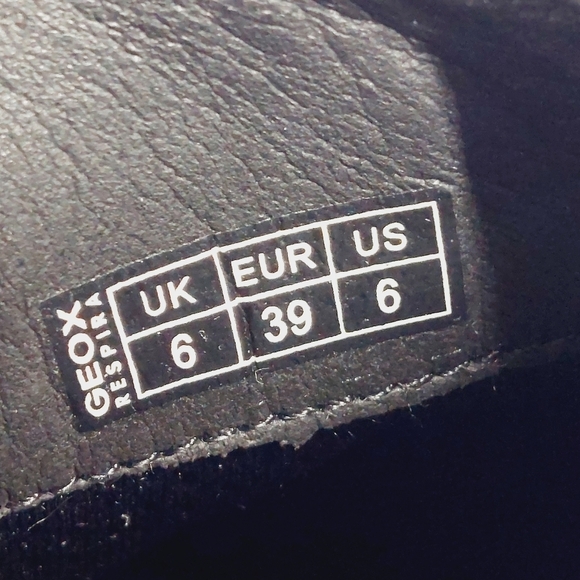 GEOX
RESPIRA
UK EUR US
6 39 6